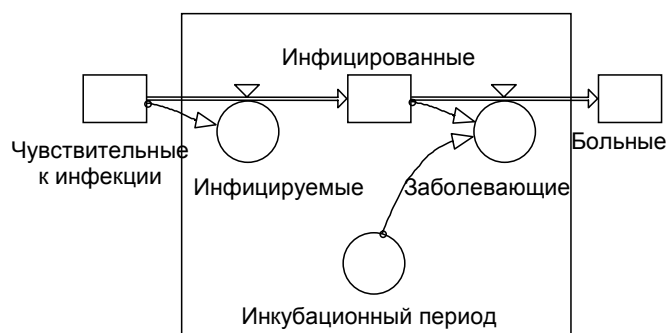 Инфицированные
Чувствительные
к инфекции
Инфицируемые
Заболевающие
Больные
Инкубационный период